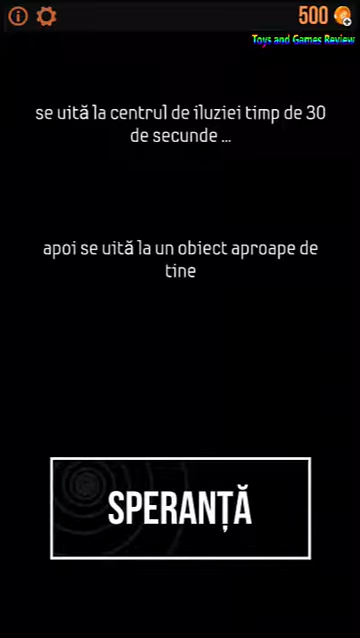 500
Toys and Games Review
se uită la centrul de iluziei timp de 30
de secunde ...
apoi se uită la un obiect aproape de
tine
SPERANȚĂ